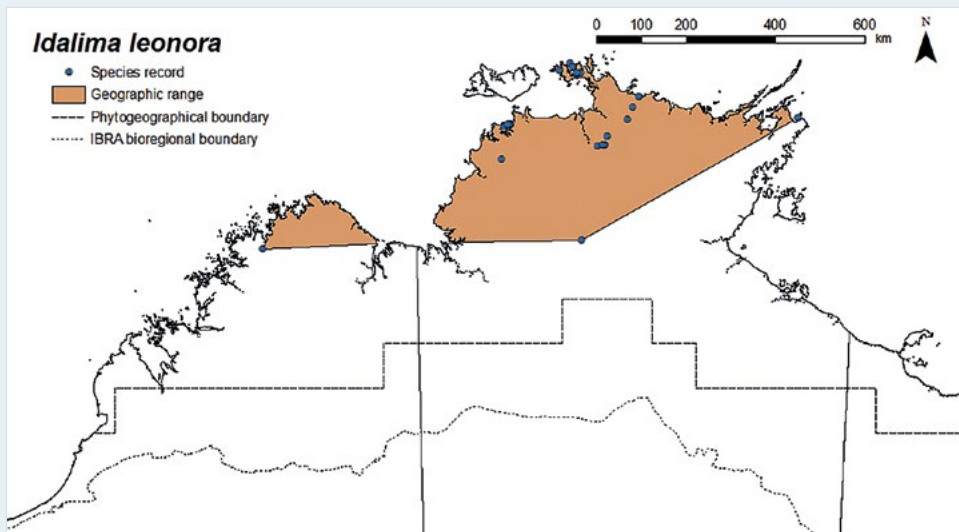 Idalima leonora
Species record
Geographic range
Phytogeographical boundary
IBRA bioregional boundary
0 100 200 400 600
km
N